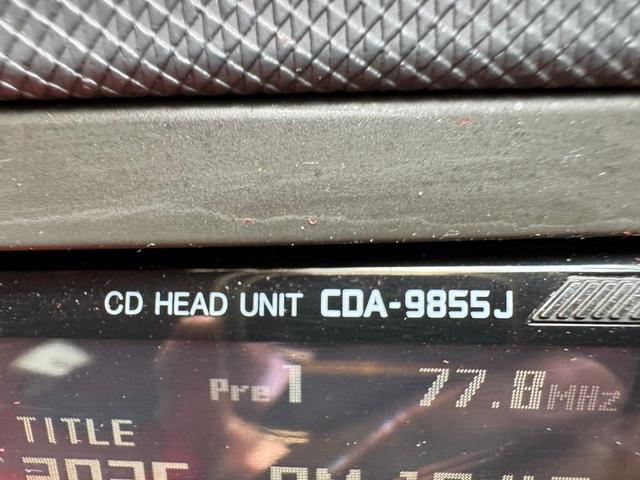 CD HEAD UNIT CDA-9855J
Pre 1 77.8MHz
TITLE